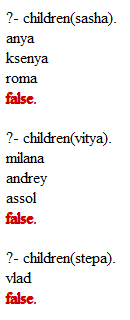 ?- children(sasha).
anya
ksenya
roma
false.
?- children(vitya).
milana
andrey
assol
false.
?- children(stepa).
vlad
false.